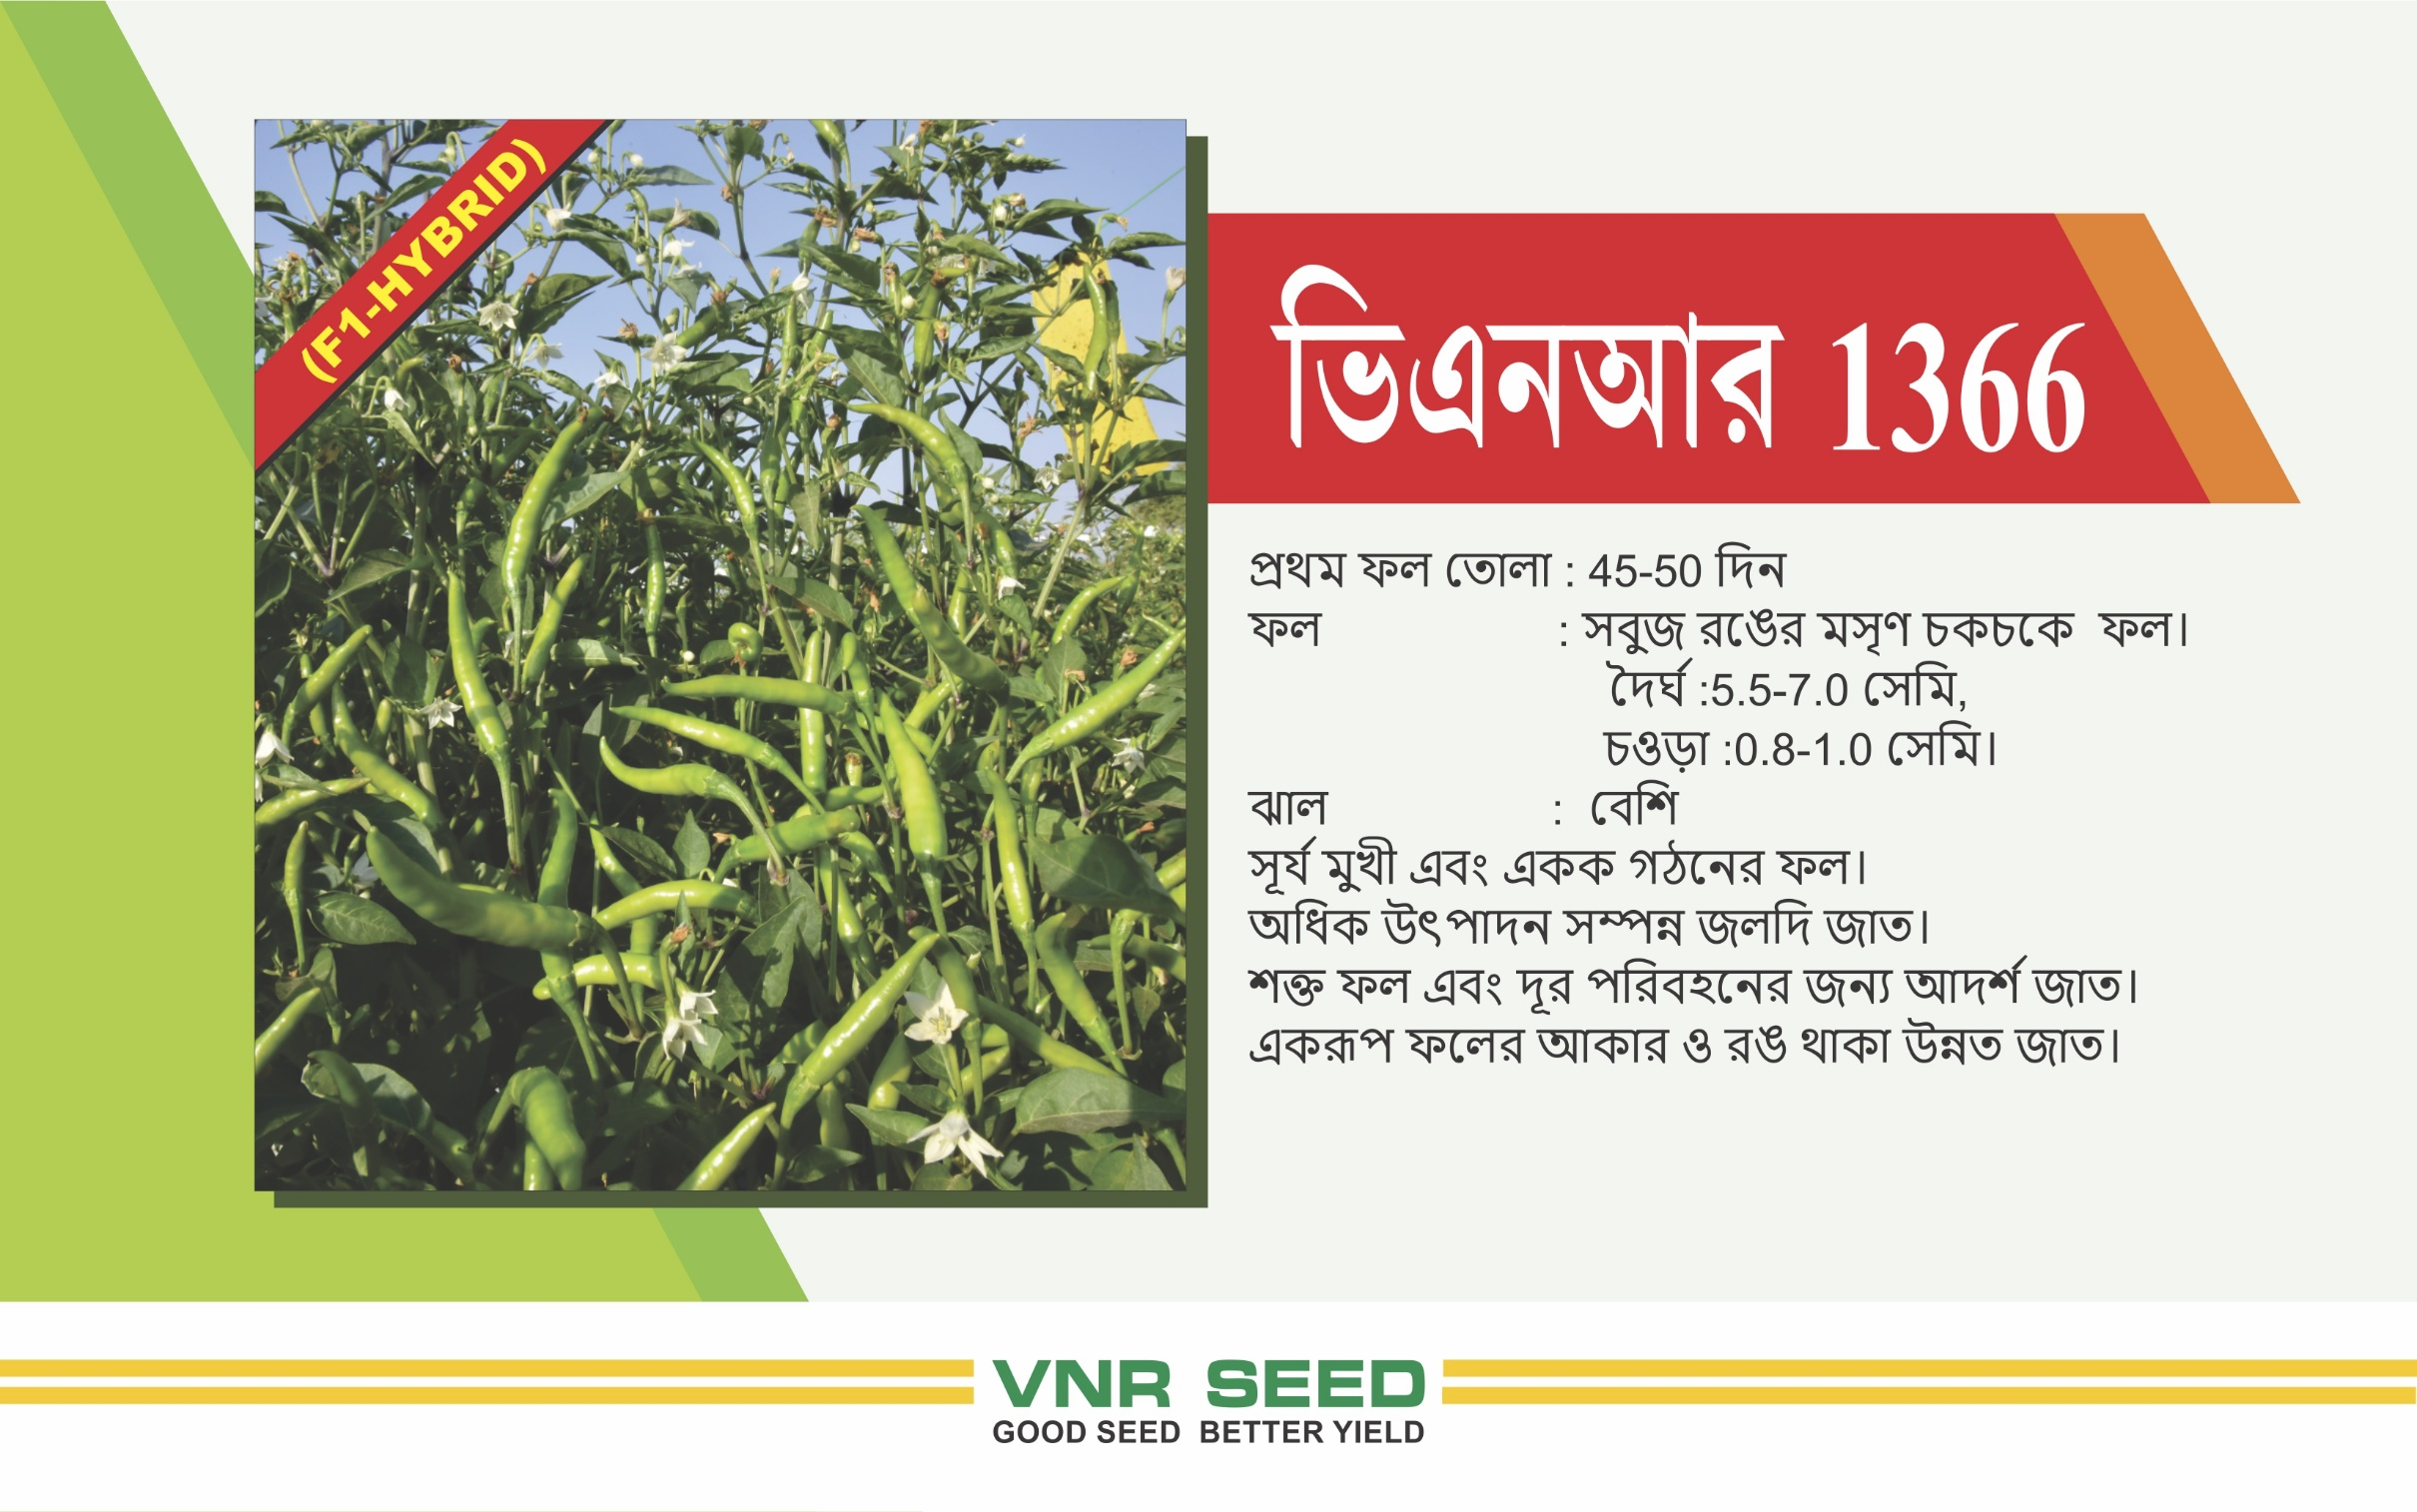 (F1-HYBRID)
ভিএনআর 1366
প্রথম ফল তোলা : 45-50 দিন
ফল : সবুজ রঙের মসৃণ চকচকে ফল।
দৈর্ঘ :5.5-7.0 সেমি,
চওড়া :0.8-1.0 সেমি।
ঝাল : বেশি
সূর্য মুখী এবং একক গঠনের ফল।
অধিক উৎপাদন সম্পন্ন জলদি জাত।
শক্ত ফল এবং দূর পরিবহনের জন্য আদর্শ জাত।
একরূপ ফলের আকার ও রঙ থাকা উন্নত জাত।
VNR SEED
GOOD SEED BETTER YIELD